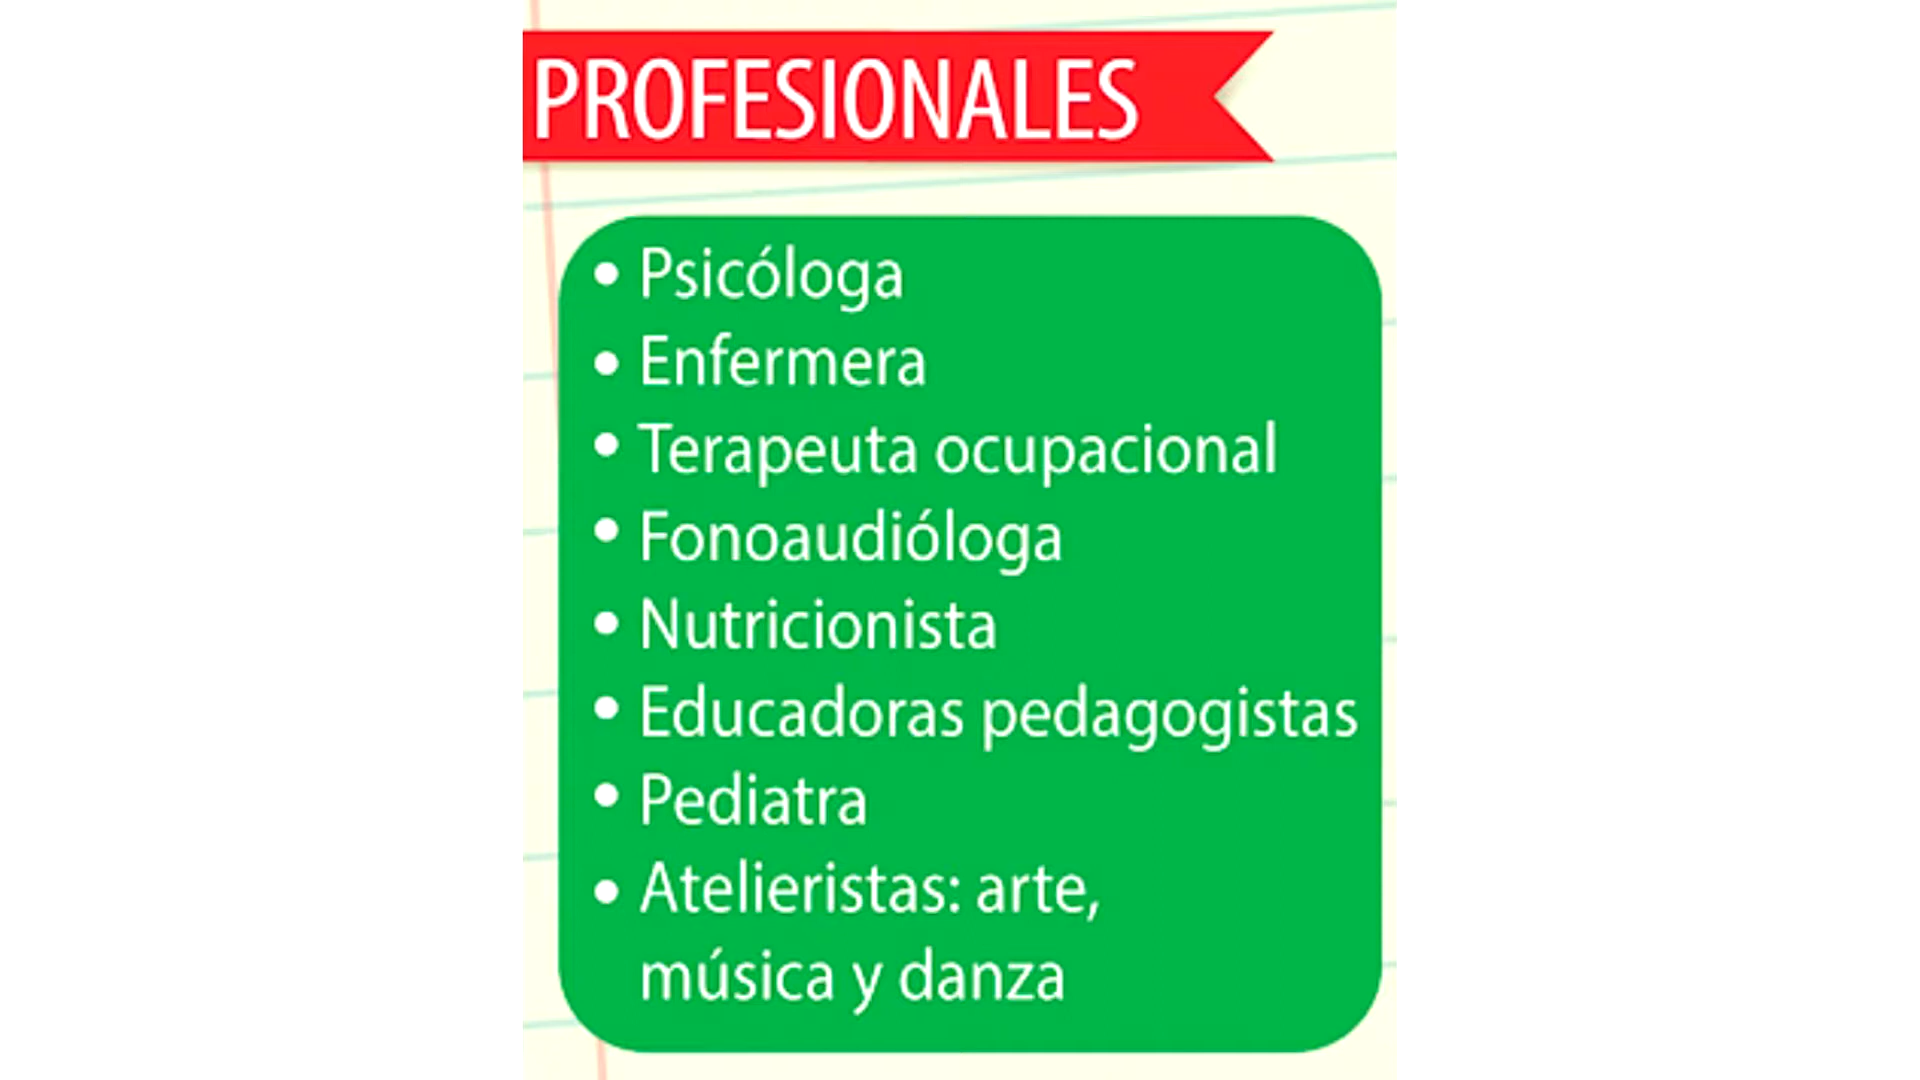 PROFESIONALES
• Psicóloga
• Enfermera
• Terapeuta ocupacional
• Fonoaudióloga
• Nutricionista
• Educadoras pedagogistas
• Pediatra
• Atelieristas: arte,
música y danza